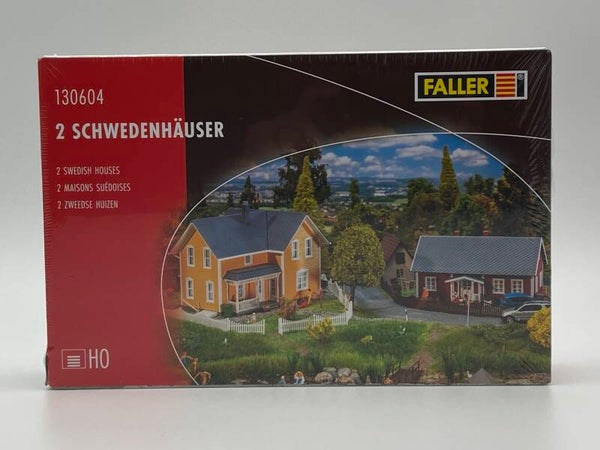 130604
FALLER
2 SCHWEDENHÄUSER
2 SWEDISH HOUSES
2 MAISONS SUÉDOISES
2 ZWEEDSE HUIZEN
H0